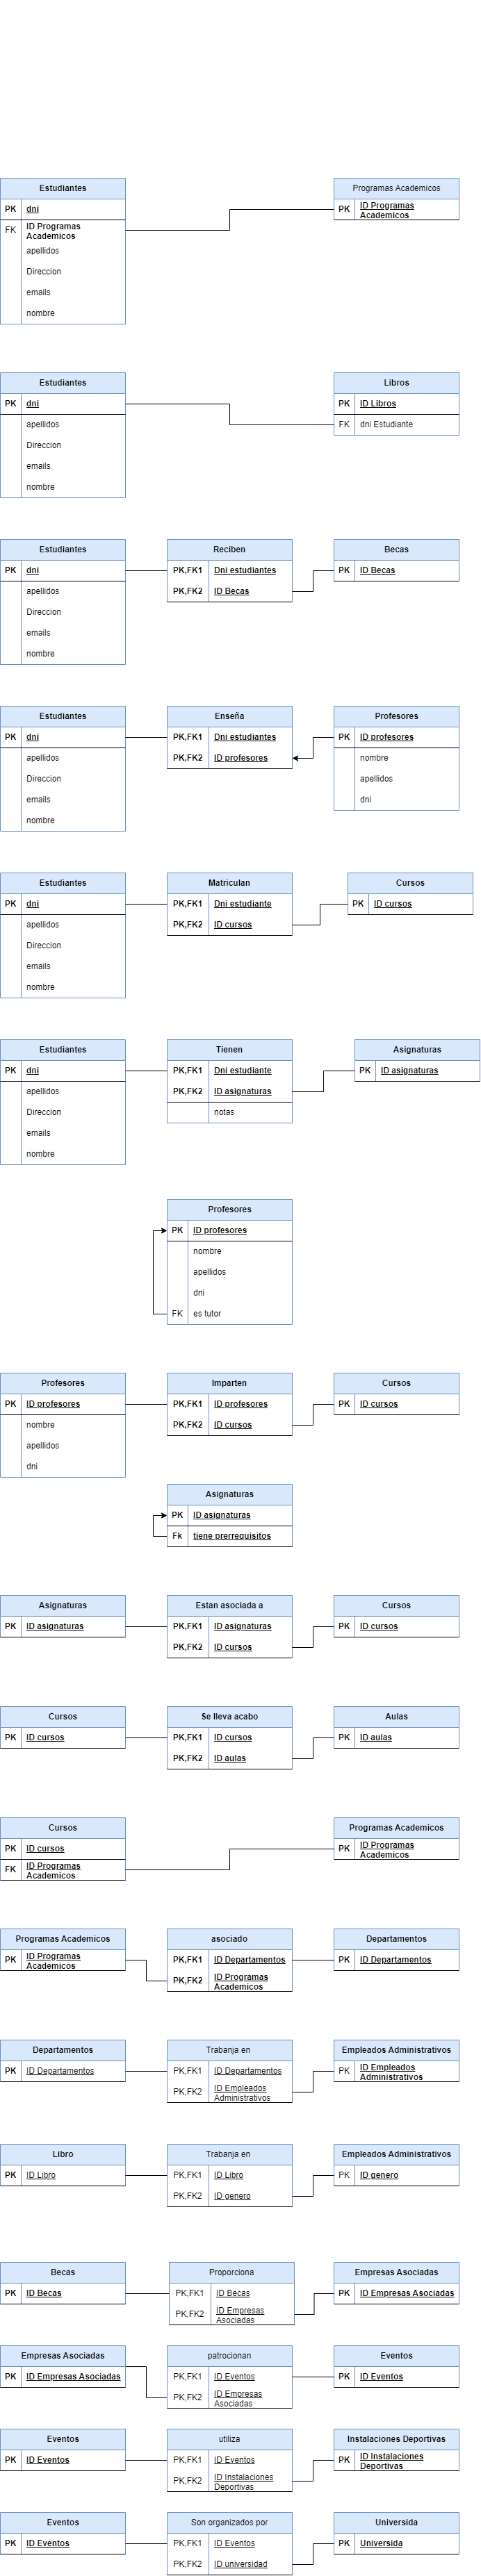 Estudiantes
PK dni
FK ID Programas
Academicos
apellidos
Direccion
emails
nombre
Programas Academicos
PK ID Programas
Academicos
Estudiantes
PK dni
apellidos
Direccion
emails
nombre
Libros
PK ID Libros
FK dni Estudiante
Estudiantes
PK dni
apellidos
Direccion
emails
nombre
Reciben
PK,FK1 Dni estudiantes
PK,FK2 ID Becas
Becas
PK ID Becas
Estudiantes
PK dni
apellidos
Direccion
emails
nombre
Enseña
PK,FK1 Dni estudiantes
PK,FK2 ID profesores
Profesores
PK ID profesores
nombre
apellidos
dni
Estudiantes
PK dni
apellidos
Direccion
emails
nombre
Matriculan
PK,FK1 Dni estudiante
PK,FK2 ID cursos
Cursos
PK ID cursos
Estudiantes
PK dni
apellidos
Direccion
emails
nombre
Tienen
PK,FK1 Dni estudiante
PK,FK2 ID asignaturas
notas
Asignaturas
PK ID asignaturas
Profesores
PK ID profesores
nombre
apellidos
dni
FK es tutor
Profesores
PK ID profesores
nombre
apellidos
dni
Imparten
PK,FK1 ID profesores
PK,FK2 ID cursos
Cursos
PK ID cursos
Asignaturas
PK ID asignaturas
Fk tiene prerrequisitos
Asignaturas
PK ID asignaturas
Estan asociada a
PK,FK1 ID asignaturas
PK,FK2 ID cursos
Cursos
PK ID cursos
Cursos
PK ID cursos
Se lleva acabo
PK,FK1 ID cursos
PK,FK2 ID aulas
Aulas
PK ID aulas
Cursos
PK ID cursos
FK ID Programas
Academicos
Programas Academicos
PK ID Programas
Academicos
Programas Academicos
PK ID Programas
Academicos
asociado
PK,FK1 ID Departamentos
PK,FK2 ID Programas
Academicos
Departamentos
PK ID Departamentos
Departamentos
PK ID Departamentos
Trabanja en
PK,FK1 ID Departamentos
PK,FK2 ID Empleados
Administrativos
Empleados Administrativos
PK ID Empleados
Administrativos
Libro
PK ID Libro
Trabanja en
PK,FK1 ID Libro
PK,FK2 ID genero
Empleados Administrativos
PK ID genero
Becas
PK ID Becas
Proporciona
PK,FK1 ID Becas
PK,FK2 ID Empresas
Asociadas
Empresas Asociadas
PK ID Empresas Asociadas
Empresas Asociadas
PK ID Empresas Asociadas
patrocionan
PK,FK1 ID Eventos
PK,FK2 ID Empresas
Asociadas
Eventos
PK ID Eventos
Eventos
PK ID Eventos
utiliza
PK,FK1 ID Eventos
PK,FK2 ID Instalaciones
Deportivas
Instalaciones Deportivas
PK ID Instalaciones
Deportivas
Eventos
PK ID Eventos
Son organizados por
PK,FK1 ID Eventos
PK,FK2 ID universidad
Universida
PK Universida